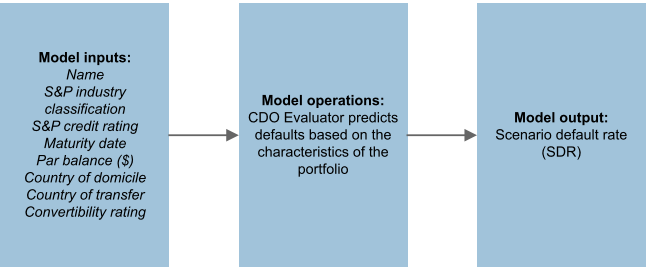 Model inputs:
Name
S&P industry
classification
S&P credit rating
Maturity date
Par balance ($)
Country of domicile
Country of transfer
Convertibility rating
Model operations:
CDO Evaluator predicts
defaults based on the
characteristics of the
portfolio
Model output:
Scenario default rate
(SDR)